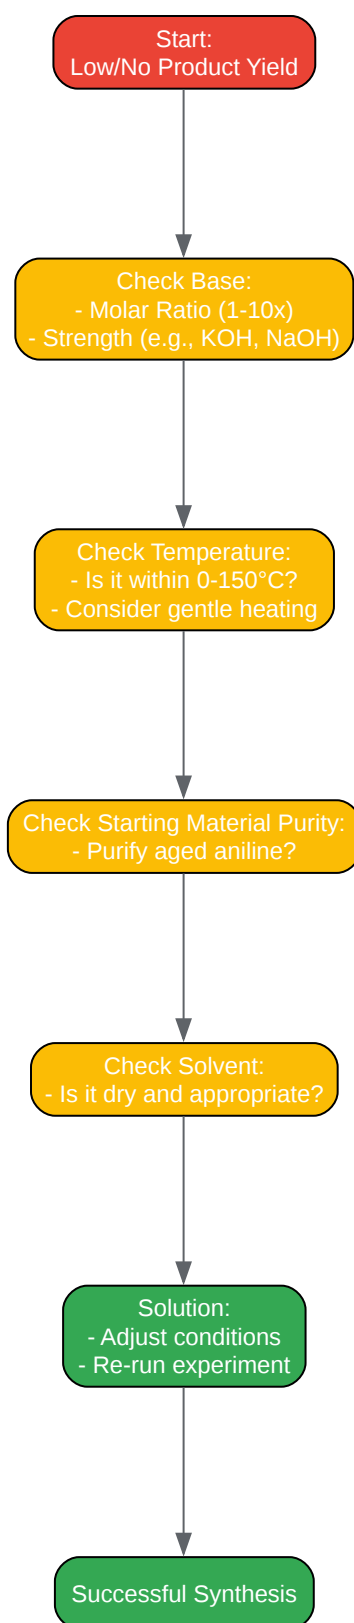 Start:
Low/No Product Yield
Check Base:
- Molar Ratio (1-10x)
- Strength (e.g., KOH, NaOH)
Check Temperature:
- Is it within 0-150°C?
- Consider gentle heating
Check Starting Material Purity:
- Purify aged aniline?
Check Solvent:
- Is it dry and appropriate?
Solution:
- Adjust conditions
- Re-run experiment
Successful Synthesis